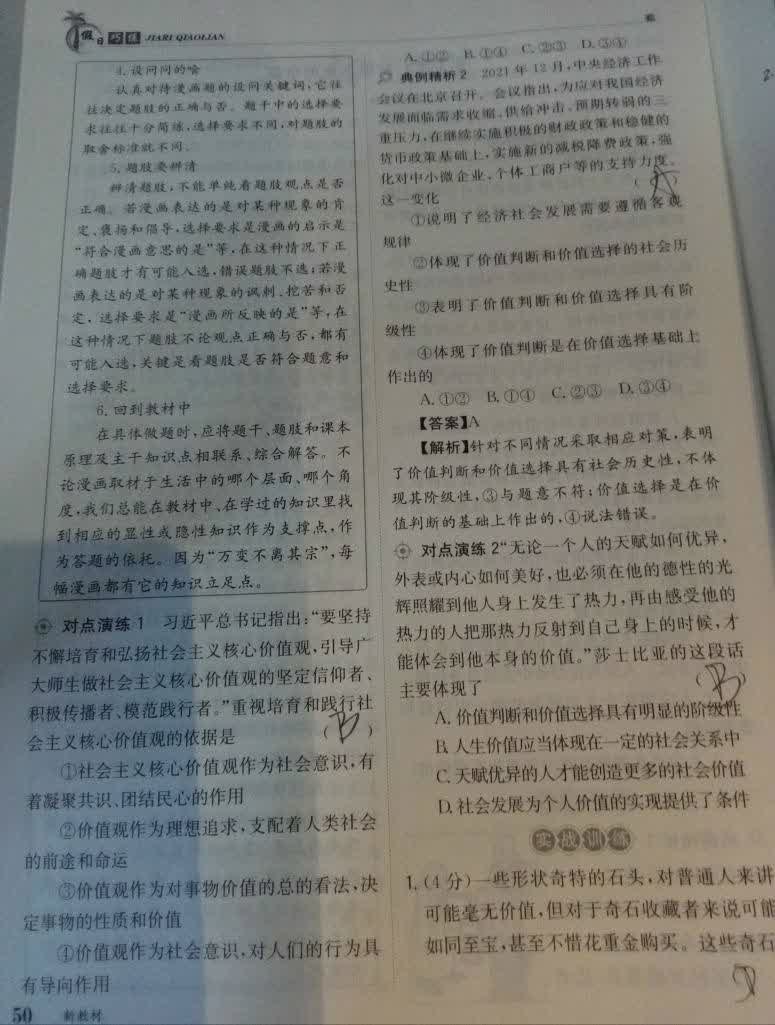 假日巧练 JIARI QIAOLIAN
4.设问问的啥
认真对待漫画题的设问关键词,它往
往决定题肢的正确与否。题干中的选择要
求往往十分简练,选择要求不同,对题肢的
取舍标准就不同。
5.题肢要辨清
辨清题肢,不能单纯看题肢观点是否
正确。若漫画表达的是对某种现象的肯
定、褒扬和倡导,选择要求是漫画的启示是
“符合漫画意思的是”等,在这种情况下正
确题肢才有可能入选,错误题肢不选;若漫
画表达的是对某种现象的讽刺、挖苦和否
定,选择要求是“漫画所反映的是”等,在
这种情况下题肢不论观点正确与否,都有
可能入选,关键是看题肢是否符合题意和
选择要求。
6.回到教材中
在具体做题时,应将题干、题肢和课本
原理及主干知识点相联系、综合解答。不
论漫画取材于生活中的哪个层面、哪个角
度,我们总能在教材中、在学过的知识里找
到相应的显性或隐性知识作为支撑点,作
为答题的依托。因为“万变不离其宗”,每
幅漫画都有它的知识立足点。
对点演练1 习近平总书记指出:“要坚持
不懈培育和弘扬社会主义核心价值观,引导广
大师生做社会主义核心价值观的坚定信仰者、
积极传播者、模范践行者。”重视培育和践行社
会主义核心价值观的依据是 (B)
①社会主义核心价值观作为社会意识,有
着凝聚共识、团结民心的作用
②价值观作为理想追求,支配着人类社会
的前途和命运
③价值观作为对事物价值的总的看法,决
定事物的性质和价值
④价值观作为社会意识,对人们的行为具
有导向作用
50 新教材
A.①② B.①④ C.②③ D.③④
典例精析2 2021年12月,中央经济工作
会议在北京召开。会议指出,为应对我国经济
发展面临需求收缩、供给冲击、预期转弱的三
重压力,在继续实施积极的财政政策和稳健的
货币政策基础上,实施新的减税降费政策,强
化对中小微企业、个体工商户等的支持力度。
这一变化 (A)
①说明了经济社会发展需要遵循客观
规律
②体现了价值判断和价值选择的社会历
史性
③表明了价值判断和价值选择具有阶
级性
④体现了价值判断是在价值选择基础上
作出的
A.①② B.①④ C.②③ D.③④
【答案】A
【解析】针对不同情况采取相应对策,表明
了价值判断和价值选择具有社会历史性,不体
现其阶级性,③与题意不符;价值选择是在价
值判断的基础上作出的,④说法错误。
对点演练2“无论一个人的天赋如何优异,
外表或内心如何美好,也必须在他的德性的光
辉照耀到他人身上发生了热力,再由感受他的
热力的人把那热力反射到自己身上的时候,才
能体会到他本身的价值。”莎士比亚的这段话
主要体现了 (B)
A.价值判断和价值选择具有明显的阶级性
B.人生价值应当体现在一定的社会关系中
C.天赋优异的人才能创造更多的社会价值
D.社会发展为个人价值的实现提供了条件
实战训练
1.(4分)一些形状奇特的石头,对普通人来讲
可能毫无价值,但对于奇石收藏者来说可能
如同至宝,甚至不惜花重金购买。这些奇石